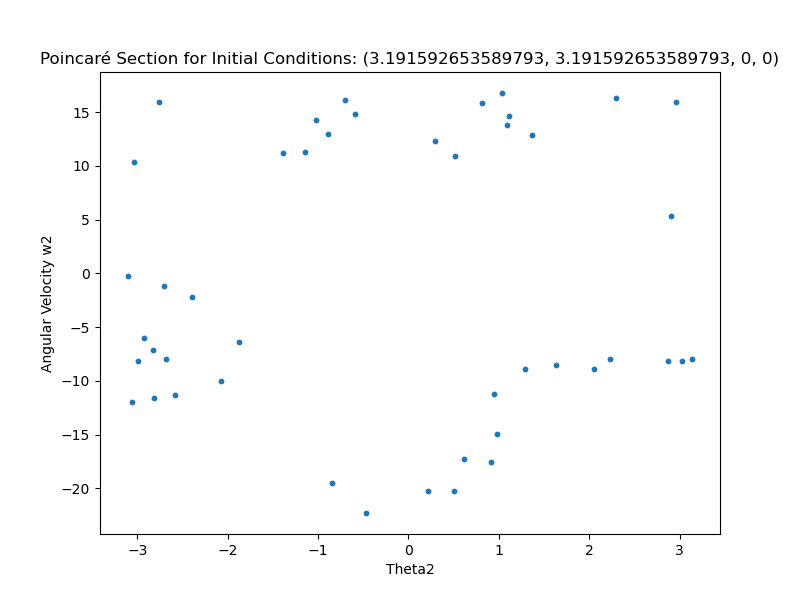 Poincaré Section for Initial Conditions: (3.191592653589793, 3.191592653589793, 0, 0)
15
10
5
0
−5
−10
−15
−20
Angular Velocity w2
−3 −2 −1 0 1 2 3
Theta2